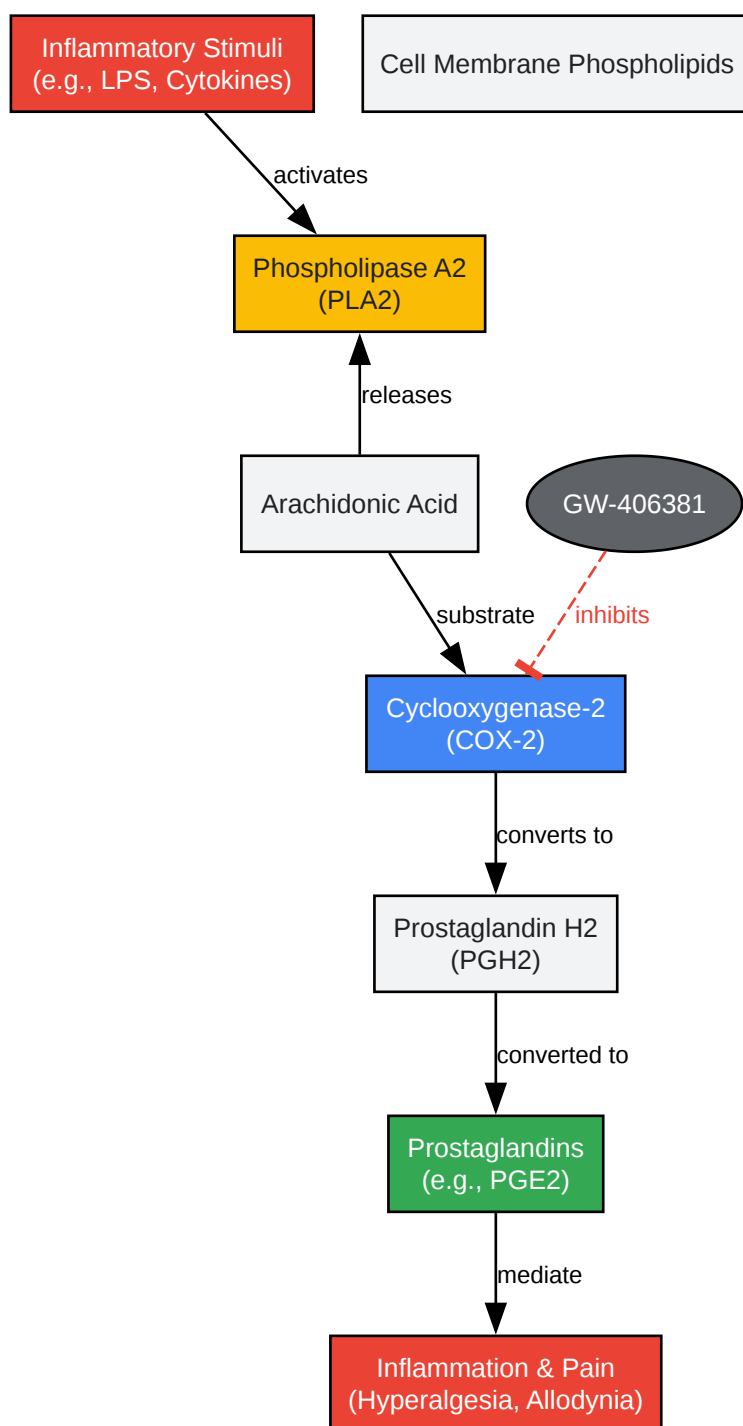 Inflammatory Stimuli
(e.g., LPS, Cytokines)
Cell Membrane Phospholipids
activates
Phospholipase A2
(PLA2)
releases
Arachidonic Acid
GW-406381
substrate
inhibits
Cyclooxygenase-2
(COX-2)
converts to
Prostaglandin H2
(PGH2)
converted to
Prostaglandins
(e.g., PGE2)
mediate
Inflammation & Pain
(Hyperalgesia, Allodynia)